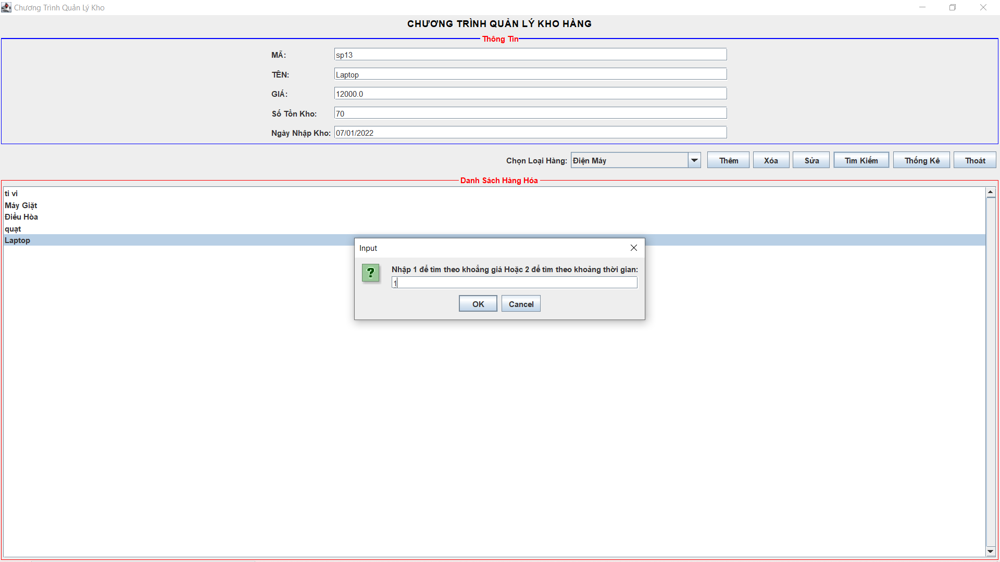 Chương Trình Quản Lý Kho
CHƯƠNG TRÌNH QUẢN LÝ KHO HÀNG
Thông Tin
MÃ: sp13
TÊN: Laptop
GIÁ: 12000.0
Số Tồn Kho: 70
Ngày Nhập Kho: 07/01/2022
Chọn Loại Hàng: Điện Máy Thêm Xóa Sửa Tìm Kiếm Thống Kê Thoát
Danh Sách Hàng Hóa
ti vi
Máy Giặt
Điều Hòa
quạt
Laptop
Input
Nhập 1 để tìm theo khoẳng giá Hoặc 2 để tìm theo khoảng thời gian:
1
OK Cancel